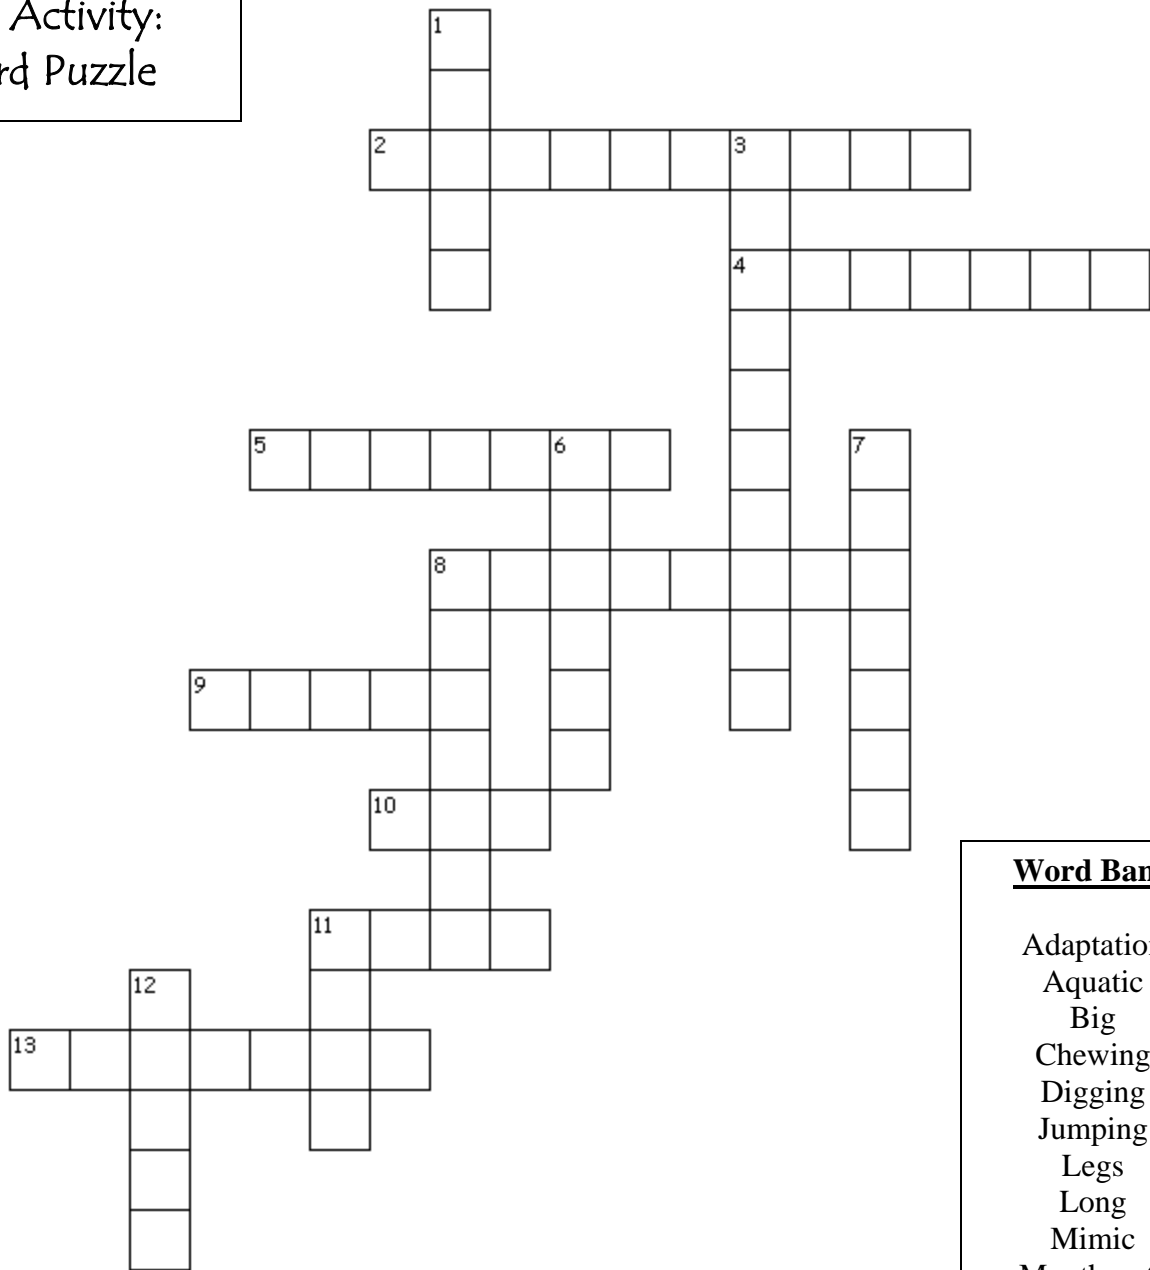 Activity:
rd Puzzle
1
2 3
4
5 6 7
8
9
10
11
12
13
Word Ban
Adaptation
Aquatic
Big
Chewing
Digging
Jumping
Legs
Long
Mimic